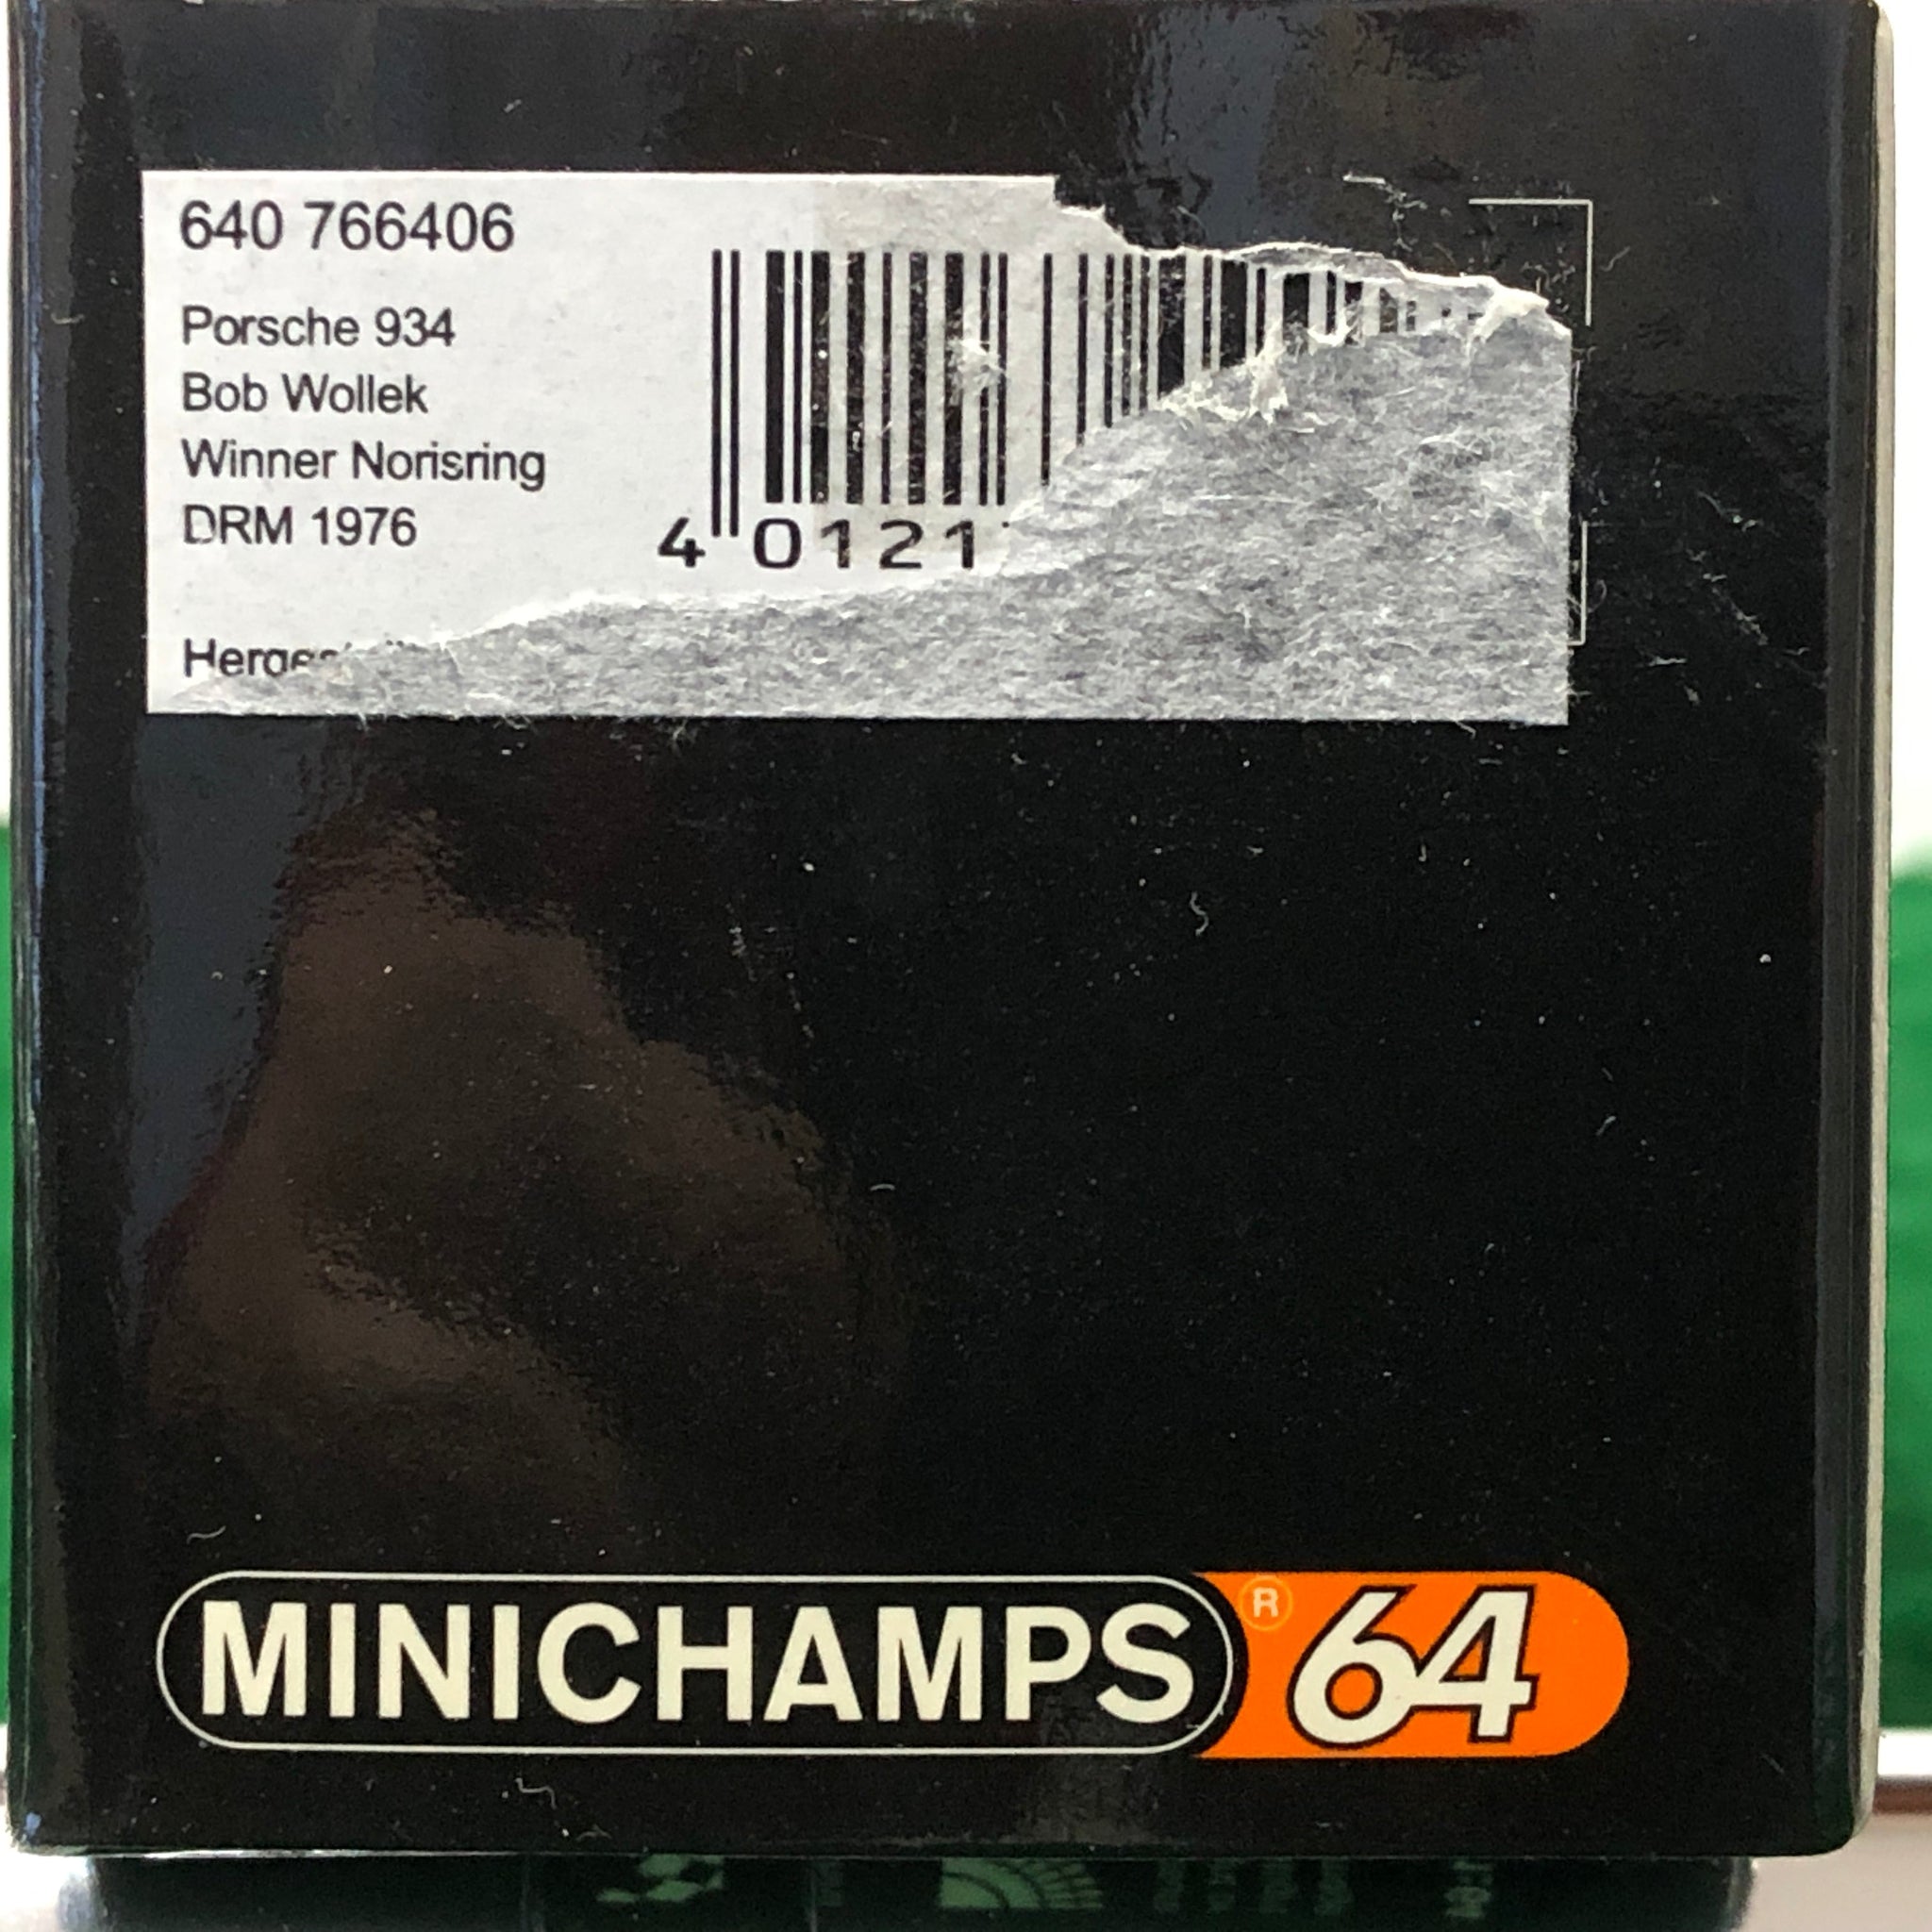 640 766406
Porsche 934
Bob Wollek
Winner Norisring
DRM 1976
4 0121
MINICHAMPS® 64